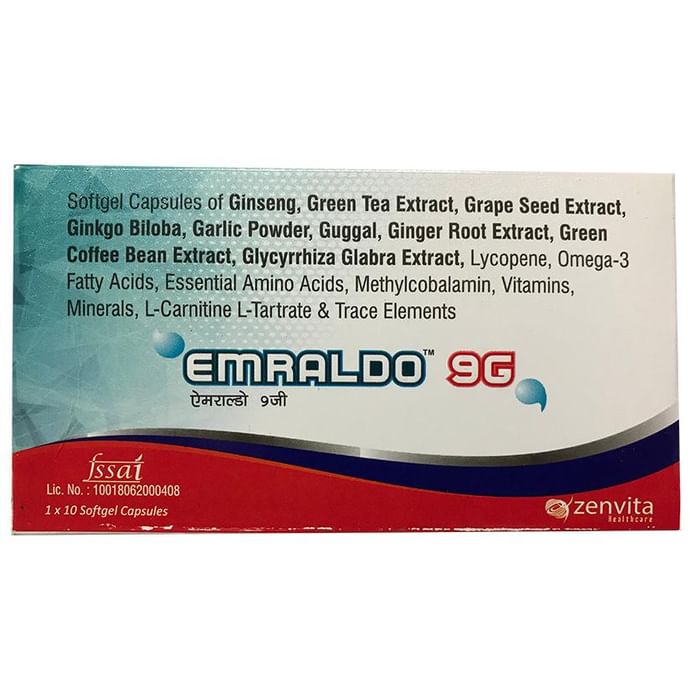 Softgel Capsules of Ginseng, Green Tea Extract, Grape Seed Extract,
Ginkgo Biloba, Garlic Powder, Guggal, Ginger Root Extract, Green
Coffee Bean Extract, Glycyrrhiza Glabra Extract, Lycopene, Omega-3
Fatty Acids, Essential Amino Acids, Methylcobalamin, Vitamins,
Minerals, L-Carnitine L-Tartrate & Trace Elements
EMRALDO™ 9G
ऐमराल्डो ९जी
fssai
Lic. No. : 10018062000408
1 x 10 Softgel Capsules
zenvita
Healthcare